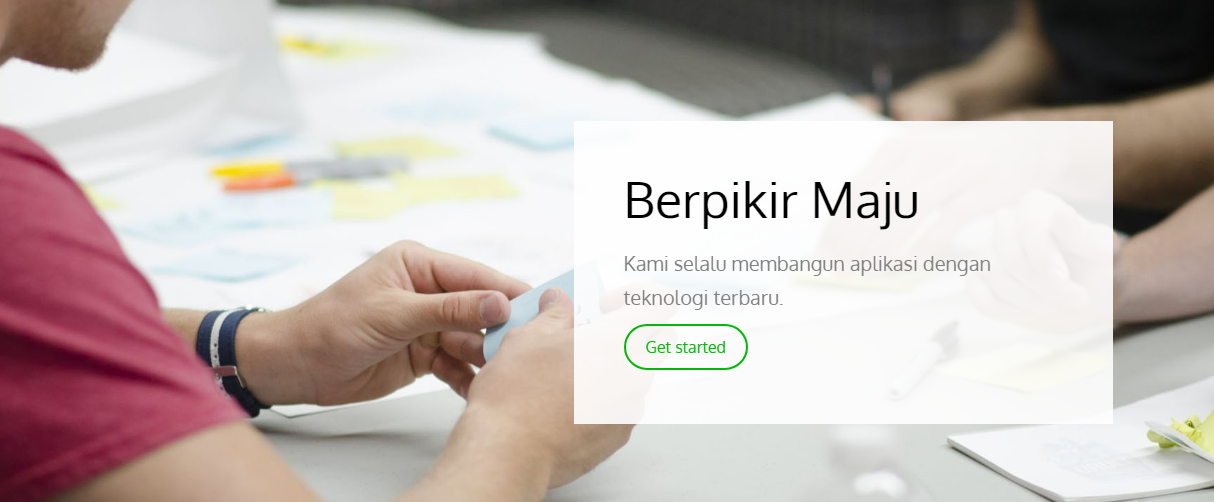 Berpikir Maju
Kami selalu membangun aplikasi dengan
teknologi terbaru.
Get started